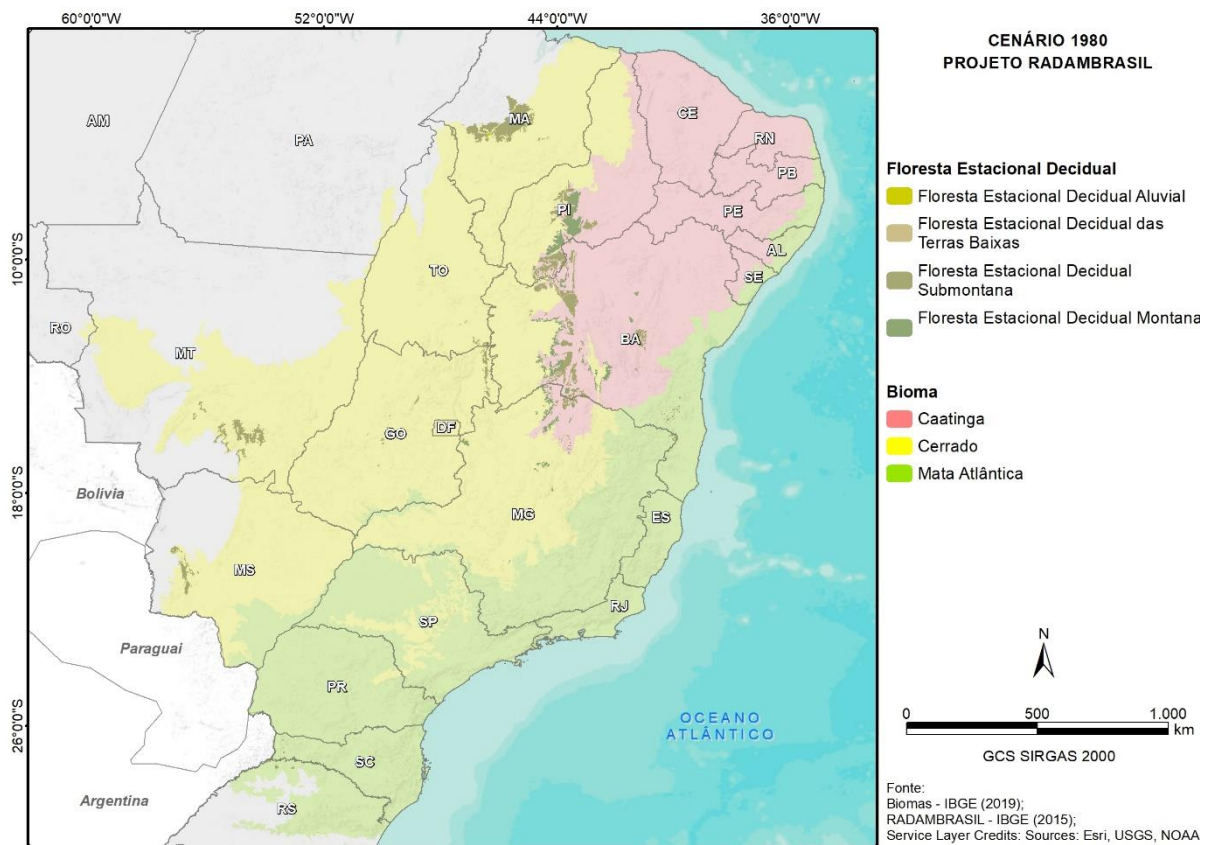 60°0'0"W
52°0'0"W
44°0'0"W
36°0'0"W
10°0'0"S
18°0'0"S
26°0'0"S
AM
PA
MA
CE
RN
PB
PI
PE
AL
SE
TO
RO
MT
BA
GO
DF
Bolivia
MG
ES
MS
RJ
SP
Paraguai
PR
OCEANO
ATLÂNTICO
SC
Argentina
RS
CENÁRIO 1980
PROJETO RADAMBRASIL
Floresta Estacional Decidual
Floresta Estacional Decidual Aluvial
Floresta Estacional Decidual das
Terras Baixas
Floresta Estacional Decidual
Submontana
Floresta Estacional Decidual Montana
Bioma
Caatinga
Cerrado
Mata Atlântica
N
0 500 1.000
km
GCS SIRGAS 2000
Fonte:
Biomas - IBGE (2019);
RADAMBRASIL - IBGE (2015);
Service Layer Credits: Sources: Esri, USGS, NOAA